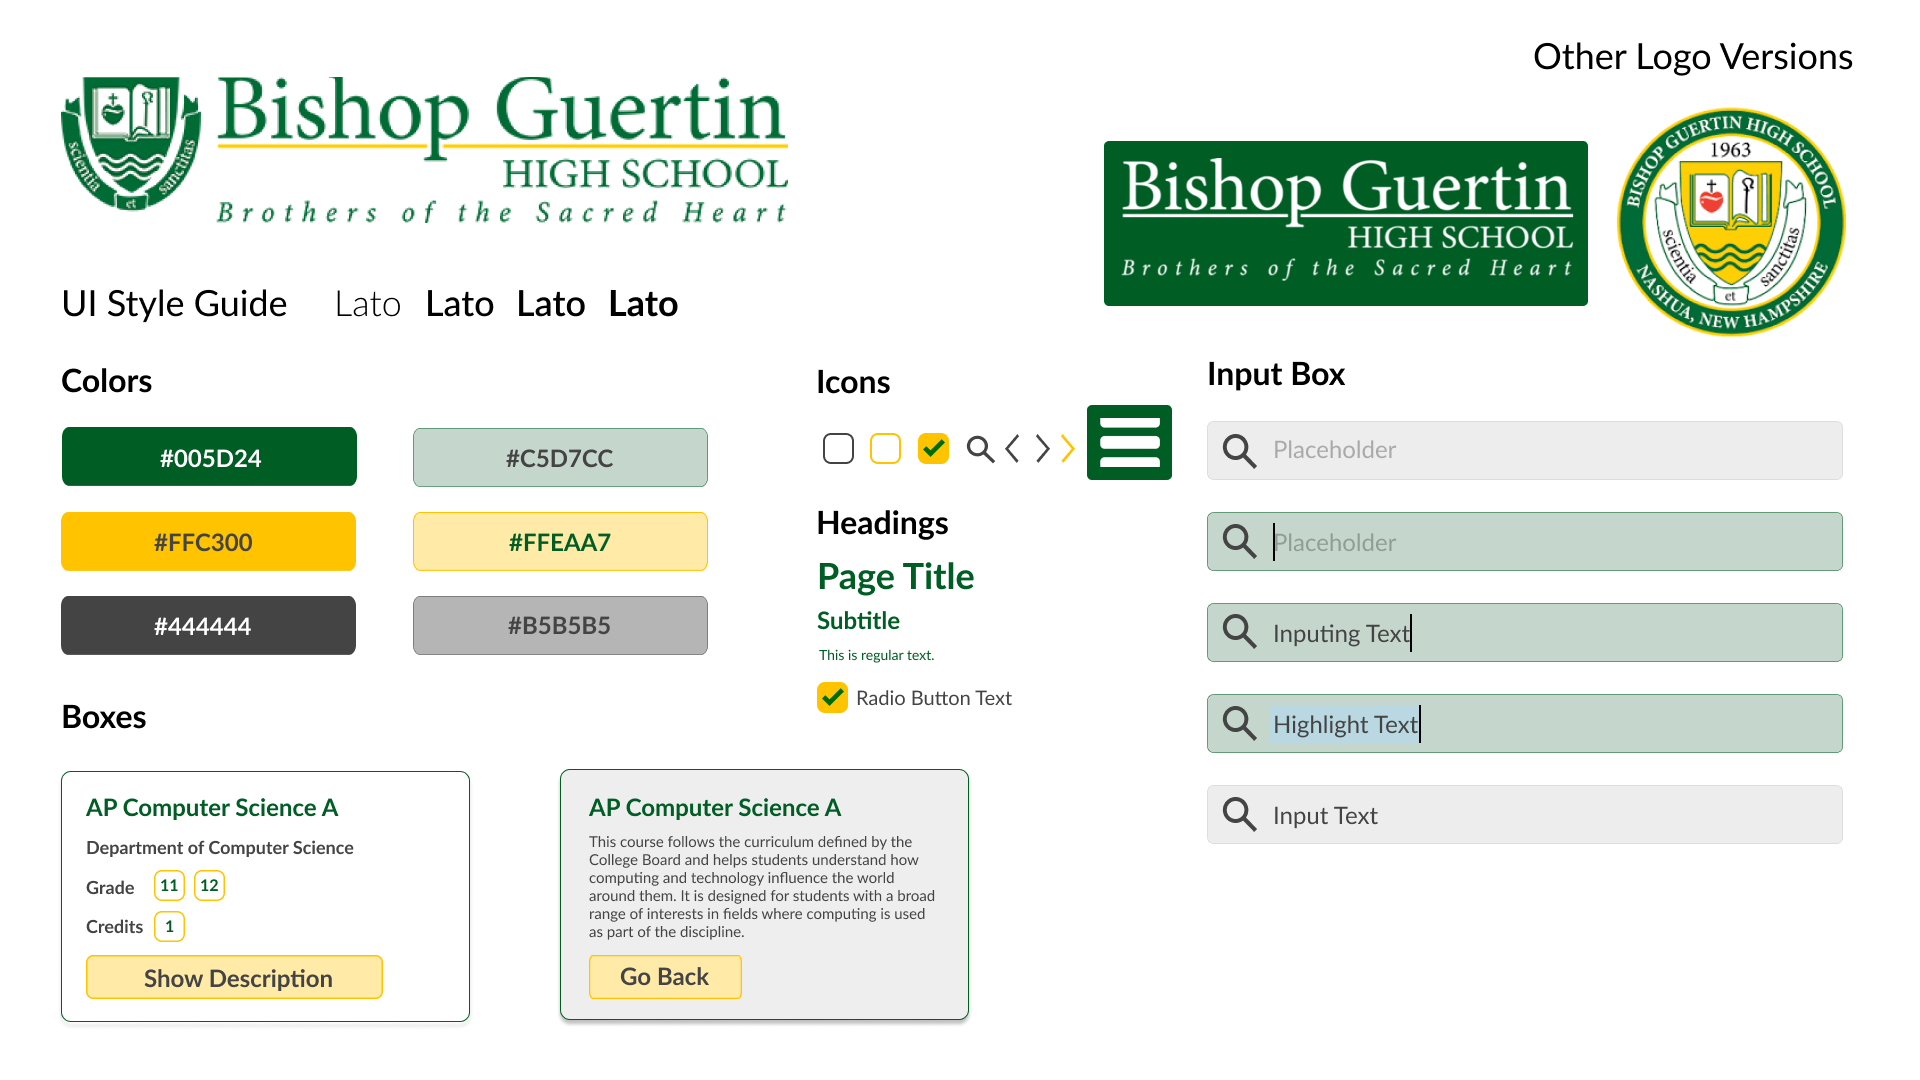 Other Logo Versions
Bishop Guertin
HIGH SCHOOL
Brothers of the Sacred Heart
scientia et sanctitas
Bishop Guertin
HIGH SCHOOL
Brothers of the Sacred Heart
BISHOP GUERTIN HIGH SCHOOL
1963
scientia et sanctitas
NASHUA, NEW HAMPSHIRE
UI Style Guide Lato Lato Lato Lato
Colors
#005D24 #C5D7CC
#FFC300 #FFEAA7
#444444 #B5B5B5
Icons
Headings
Page Title
Subtitle
This is regular text.
Radio Button Text
Input Box
Placeholder
Placeholder
Inputing Text
Highlight Text
Input Text
Boxes
AP Computer Science A
Department of Computer Science
Grade 11 12
Credits 1
Show Description
AP Computer Science A
This course follows the curriculum defined by the
College Board and helps students understand how
computing and technology influence the world
around them. It is designed for students with a broad
range of interests in fields where computing is used
as part of the discipline.
Go Back